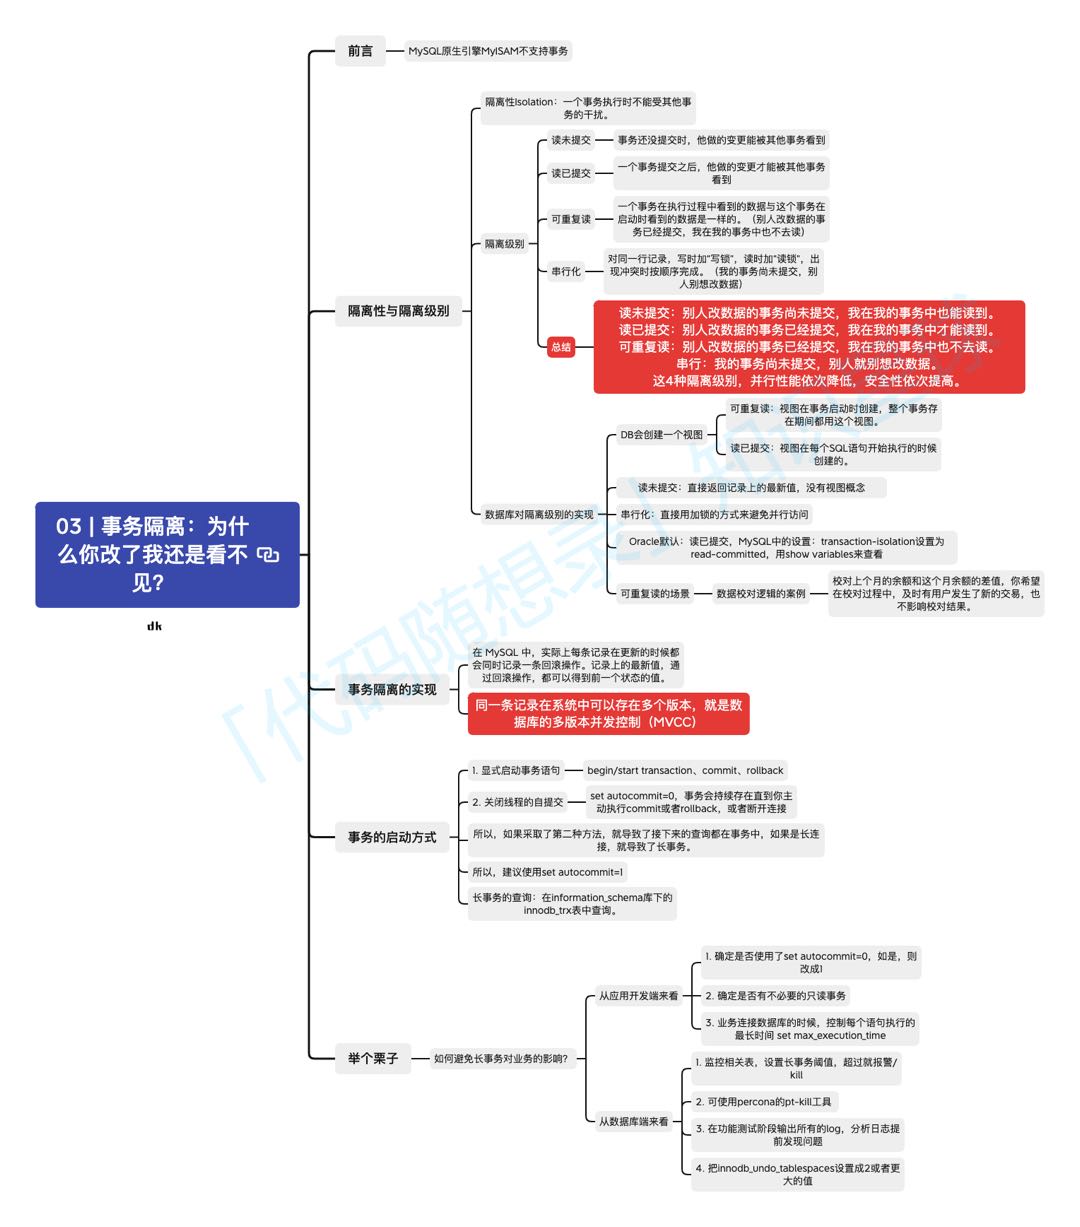 03 | 事务隔离：为什
么你改了我还是看不
见？
dk
前言
MySQL原生引擎MyISAM不支持事务
隔离性与隔离级别
隔离性Isolation：一个事务执行时不能受其他事
务的干扰。
隔离级别
读未提交
事务还没提交时，他做的变更能被其他事务看到
读已提交
一个事务提交之后，他做的变更才能被其他事务
看到
可重复读
一个事务在执行过程中看到的数据与这个事务在
启动时看到的数据是一样的。（别人改数据的事
务已经提交，我在我的事务中也不去读）
串行化
对同一行记录，写时加“写锁”，读时加“读锁”，出
现冲突时按顺序完成。（我的事务尚未提交，别
人别想改数据）
总结
读未提交：别人改数据的事务尚未提交，我在我的事务中也能读到。
读已提交：别人改数据的事务已经提交，我在我的事务中才能读到。
可重复读：别人改数据的事务已经提交，我在我的事务中也不去读。
串行：我的事务尚未提交，别人就别想改数据。
这4种隔离级别，并行性能依次降低，安全性依次提高。
数据库对隔离级别的实现
DB会创建一个视图
可重复读：视图在事务启动时创建，整个事务存
在期间都用这个视图。
读已提交：视图在每个SQL语句开始执行的时候
创建的。
读未提交：直接返回记录上的最新值，没有视图概念
串行化：直接用加锁的方式来避免并行访问
Oracle默认：读已提交，MySQL中的设置：transaction-isolation设置为
read-committed，用show variables来查看
可重复读的场景
数据校对逻辑的案例
校对上个月的余额和这个月余额的差值，你希望
在校对过程中，及时有用户发生了新的交易，也
不影响校对结果。
事务隔离的实现
在 MySQL 中，实际上每条记录在更新的时候都
会同时记录一条回滚操作。记录上的最新值，通
过回滚操作，都可以得到前一个状态的值。
同一条记录在系统中可以存在多个版本，就是数
据库的多版本并发控制（MVCC）
事务的启动方式
1. 显式启动事务语句
begin/start transaction、commit、rollback
2. 关闭线程的自提交
set autocommit=0，事务会持续存在直到你主
动执行commit或者rollback，或者断开连接
所以，如果采取了第二种方法，就导致了接下来的查询都在事务中，如果是长连
接，就导致了长事务。
所以，建议使用set autocommit=1
长事务的查询：在information_schema库下的
innodb_trx表中查询。
举个栗子
如何避免长事务对业务的影响？
从应用开发端来看
1. 确定是否使用了set autocommit=0，如是，则
改成1
2. 确定是否有不必要的只读事务
3. 业务连接数据库的时候，控制每个语句执行的
最长时间 set max_execution_time
从数据库端来看
1. 监控相关表，设置长事务阈值，超过就报警/
kill
2. 可使用percona的pt-kill工具
3. 在功能测试阶段输出所有的log，分析日志提
前发现问题
4. 把innodb_undo_tablespaces设置成2或者更
大的值